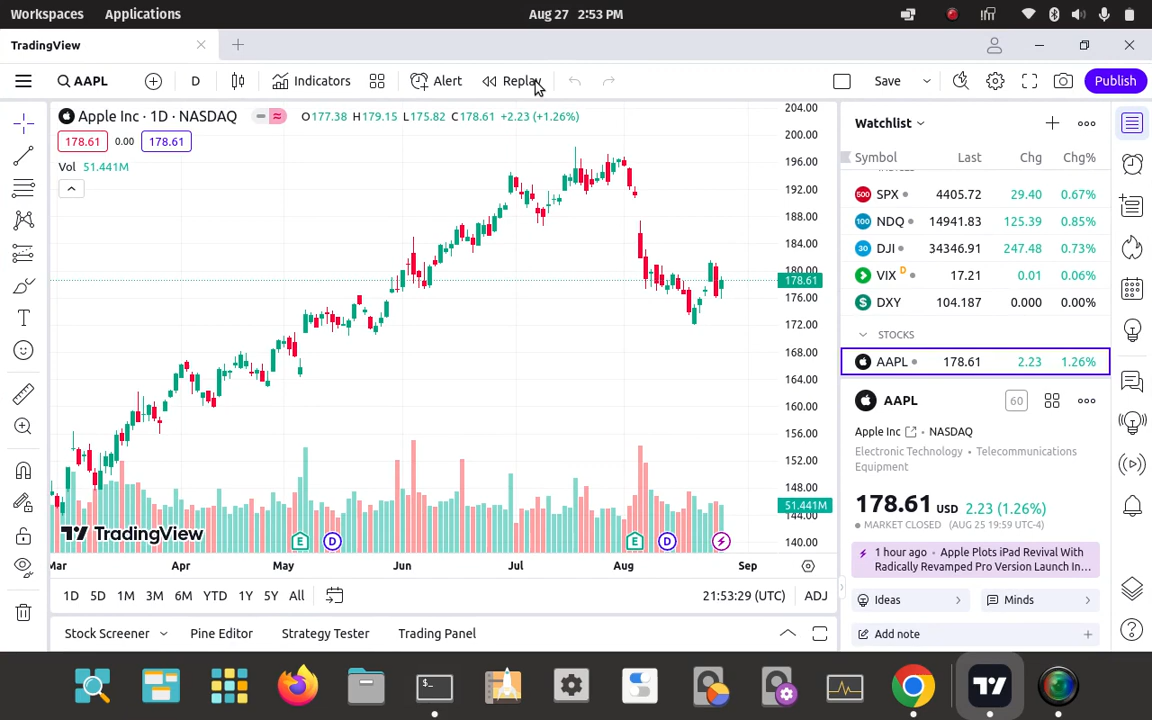 Workspaces Applications Aug 27 2:53 PM
TradingView
AAPL D Indicators Alert Replay Save Publish
Apple Inc · 1D · NASDAQ O177.38 H179.15 L175.82 C178.61 +2.23 (+1.26%)
178.61 0.00 178.61
Vol 51.441M
204.00
200.00
196.00
192.00
188.00
184.00
180.00
178.61
176.00
172.00
168.00
164.00
160.00
156.00
152.00
148.00
51.441M
144.00
140.00
TradingView
E D E D
Mar Apr May Jun Jul Aug Sep
1D 5D 1M 3M 6M YTD 1Y 5Y All 21:53:29 (UTC) ADJ
Stock Screener Pine Editor Strategy Tester Trading Panel
Watchlist
Symbol Last Chg Chg%
500 SPX 4405.72 29.40 0.67%
100 NDQ 14941.83 125.39 0.85%
30 DJI 34346.91 247.48 0.73%
VIX D 17.21 0.01 0.06%
$ DXY 104.187 0.000 0.00%
STOCKS
AAPL 178.61 2.23 1.26%
AAPL 60
Apple Inc • NASDAQ
Electronic Technology • Telecommunications
Equipment
178.61 USD 2.23 (1.26%)
MARKET CLOSED (AUG 25 19:59 UTC-4)
1 hour ago • Apple Plots iPad Revival With
Radically Revamped Pro Version Launch In...
Ideas Minds
Add note